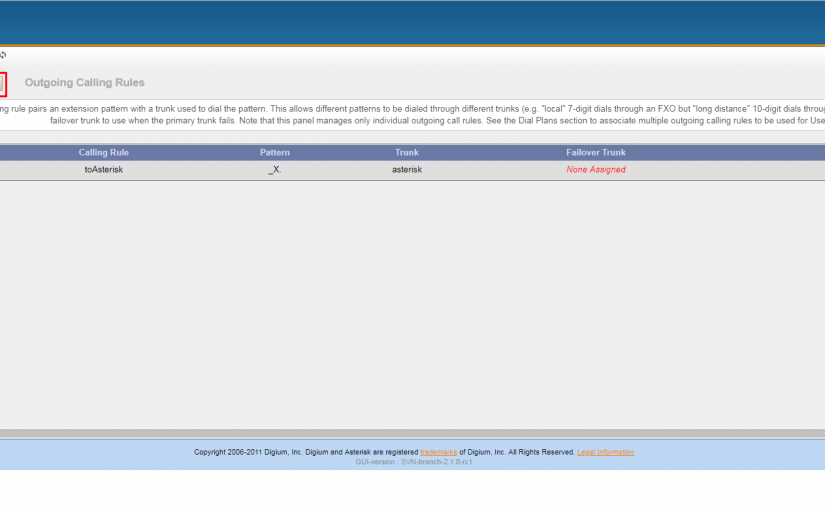 Outgoing Calling Rules
ng rule pairs an extension pattern with a trunk used to dial the pattern. This allows different patterns to be dialed through different trunks (e.g. "local" 7-digit dials through an FXO but "long distance" 10-digit dials throu
failover trunk to use when the primary trunk fails. Note that this panel manages only individual outgoing call rules. See the Dial Plans section to associate multiple outgoing calling rules to be used for Use
Calling Rule Pattern Trunk Failover Trunk
toAsterisk _X. asterisk None Assigned
Copyright 2006-2011 Digium, Inc. Digium and Asterisk are registered trademarks of Digium, Inc. All Rights Reserved. Legal Information
GUI-version : SVN-branch-2.1.0-rc1